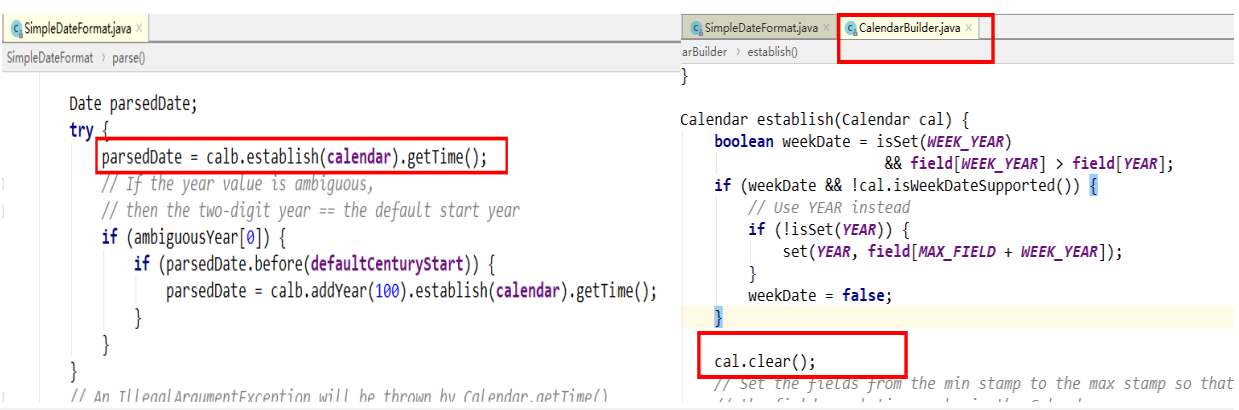 SimpleDateFormat.java
SimpleDateFormat › parse()
Date parsedDate;
try {
parsedDate = calb.establish(calendar).getTime();
// If the year value is ambiguous,
// then the two-digit year == the default start year
if (ambiguousYear[0]) {
if (parsedDate.before(defaultCenturyStart)) {
parsedDate = calb.addYear(100).establish(calendar).getTime();
}
}
}
// An IllegalArgumentException will be thrown by Calendar.getTime()
SimpleDateFormat.java × CalendarBuilder.java ×
arBuilder › establish()
}
Calendar establish(Calendar cal) {
boolean weekDate = isSet(WEEK_YEAR)
&& field[WEEK_YEAR] > field[YEAR];
if (weekDate && !cal.isWeekDateSupported()) {
// Use YEAR instead
if (!isSet(YEAR)) {
set(YEAR, field[MAX_FIELD + WEEK_YEAR]);
}
weekDate = false;
}
cal.clear();
// Set the fields from the min stamp to the max stamp so that